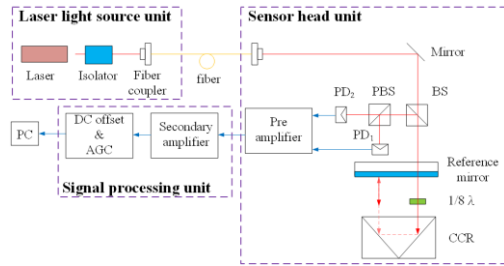 Laser light source unit
Sensor head unit
Laser
Isolator
Fiber
coupler
fiber
Mirror
PD2
PBS
BS
PD1
Pre
amplifier
PC
DC offset
&
AGC
Secondary
amplifier
Signal processing unit
Reference
mirror
1/8 λ
CCR